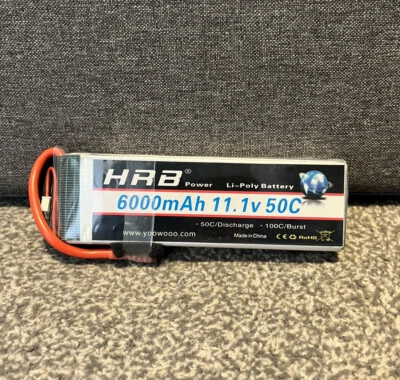 HRB®
Power Li-Poly Battery
6000mAh 11.1v 50C
· 50C/Discharge · 100C/Burst
Made in China CE RoHS
www.yoowooo.com